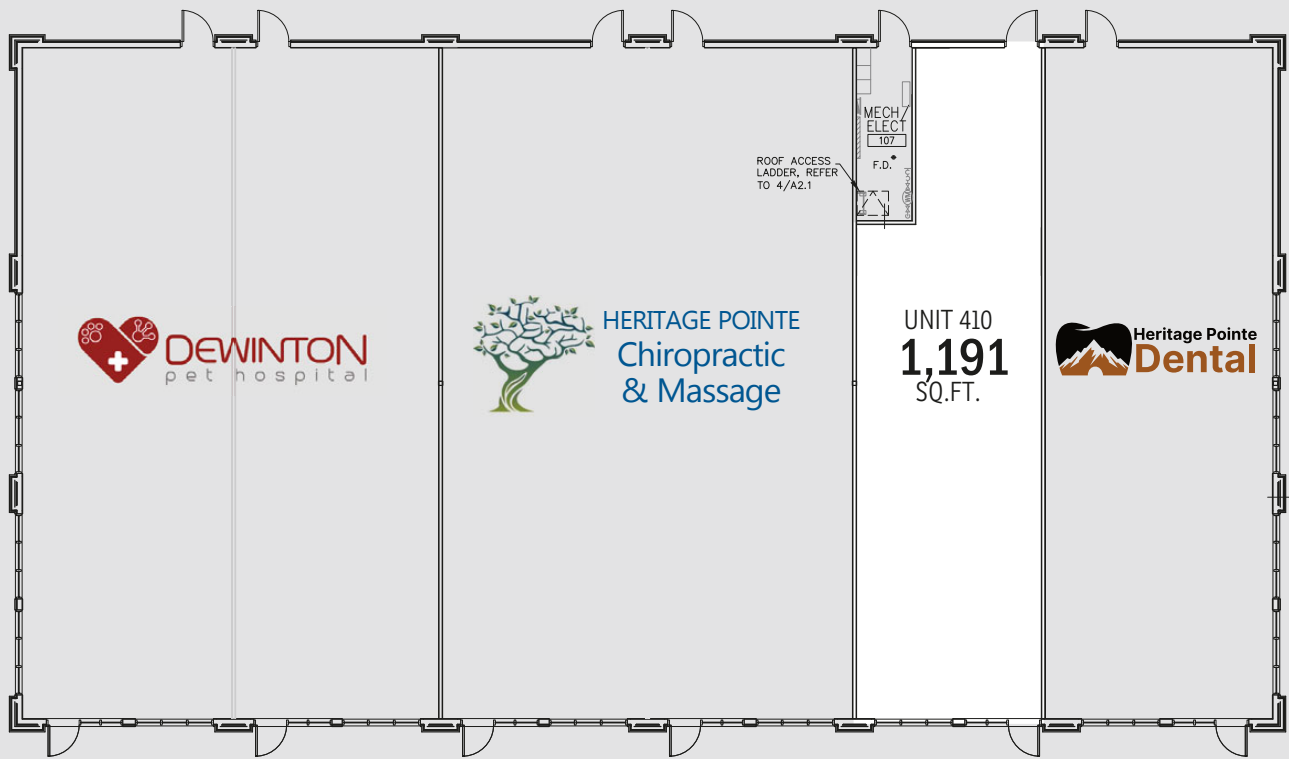 MECH/
ELECT
107
F.D.
ROOF ACCESS
LADDER, REFER
TO 4/A2.1
DEWINTON
pet hospital
HERITAGE POINTE
Chiropractic
& Massage
UNIT 410
1,191
SQ.FT.
Heritage Pointe
Dental